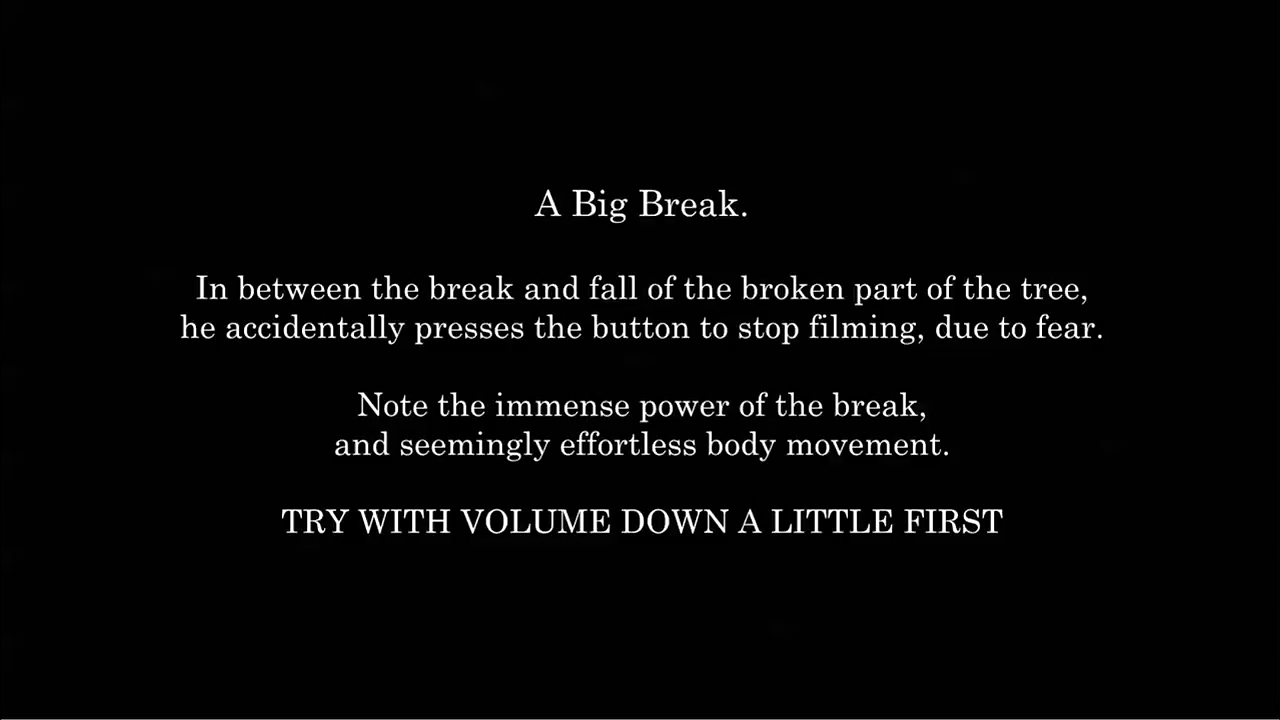 A Big Break.
In between the break and fall of the broken part of the tree,
he accidentally presses the button to stop filming, due to fear.
Note the immense power of the break,
and seemingly effortless body movement.
TRY WITH VOLUME DOWN A LITTLE FIRST